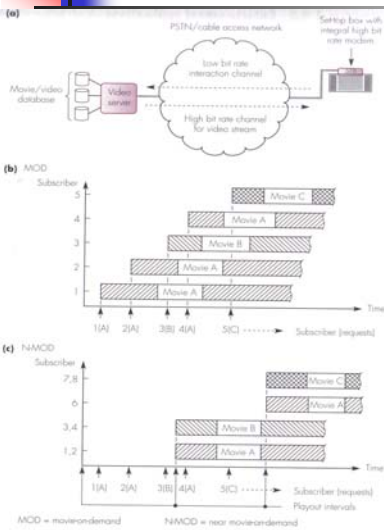 (a)
PSTN/cable access network
Set-top box with
integral high bit
rate modem
Low bit rate
interaction channel
Movie/video
database
Video
server
High bit rate channel
for video stream
(b) MOD
Subscriber
5
Movie C
4
Movie A
3
Movie B
2
Movie A
1
Movie A
Time
1(A) 2(A) 3(B) 4(A) 5(C) Subscriber (requests)
(c) N-MOD
Subscriber
7,8
Movie C
6
Movie A
3,4
Movie B
1,2
Movie A
Time
1(A) 2(A) 3(B) 4(A) 5(C) Subscriber (requests)
Playout intervals
MOD = movie-on-demand N-MOD = near movie-on-demand